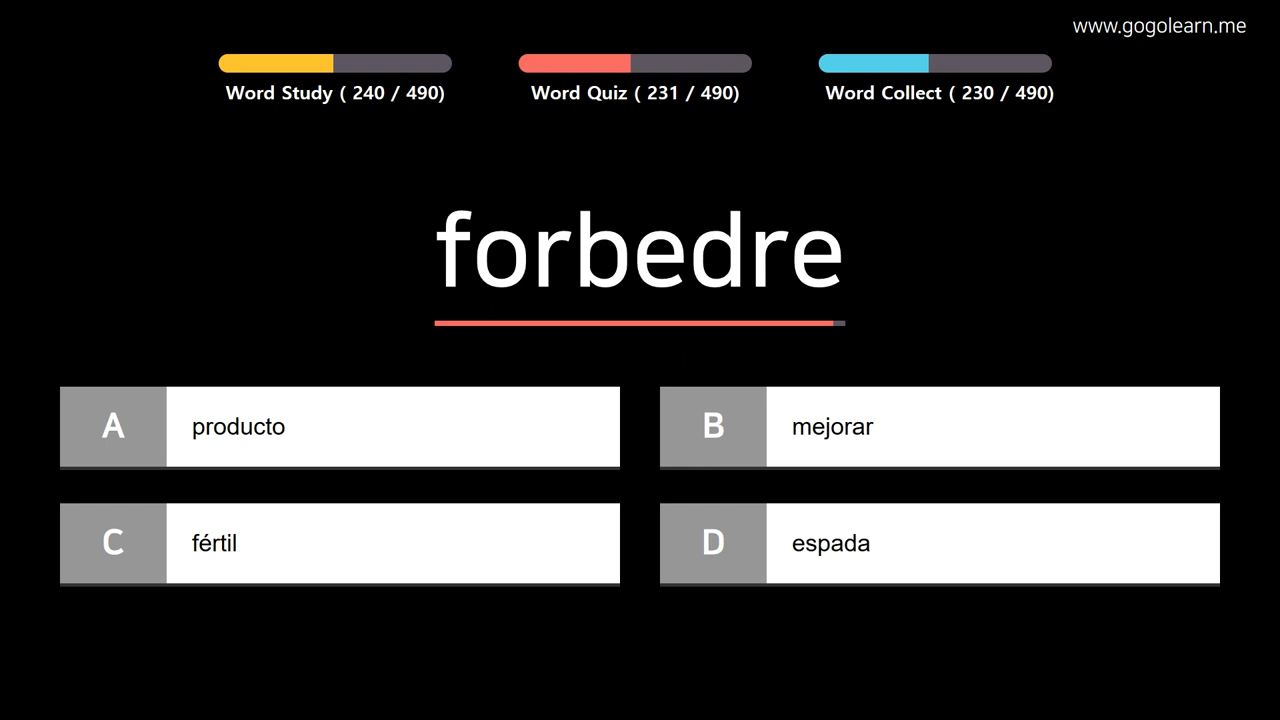 www.gogolearn.me
Word Study ( 240 / 490)
Word Quiz ( 231 / 490)
Word Collect ( 230 / 490)
forbedre
A producto
B mejorar
C fértil
D espada